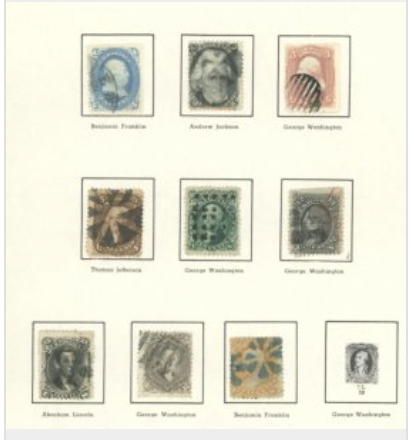 Benjamin Franklin
Andrew Jackson
George Washington
Thomas Jefferson
George Washington
George Washington
Abraham Lincoln
George Washington
Benjamin Franklin
George Washington